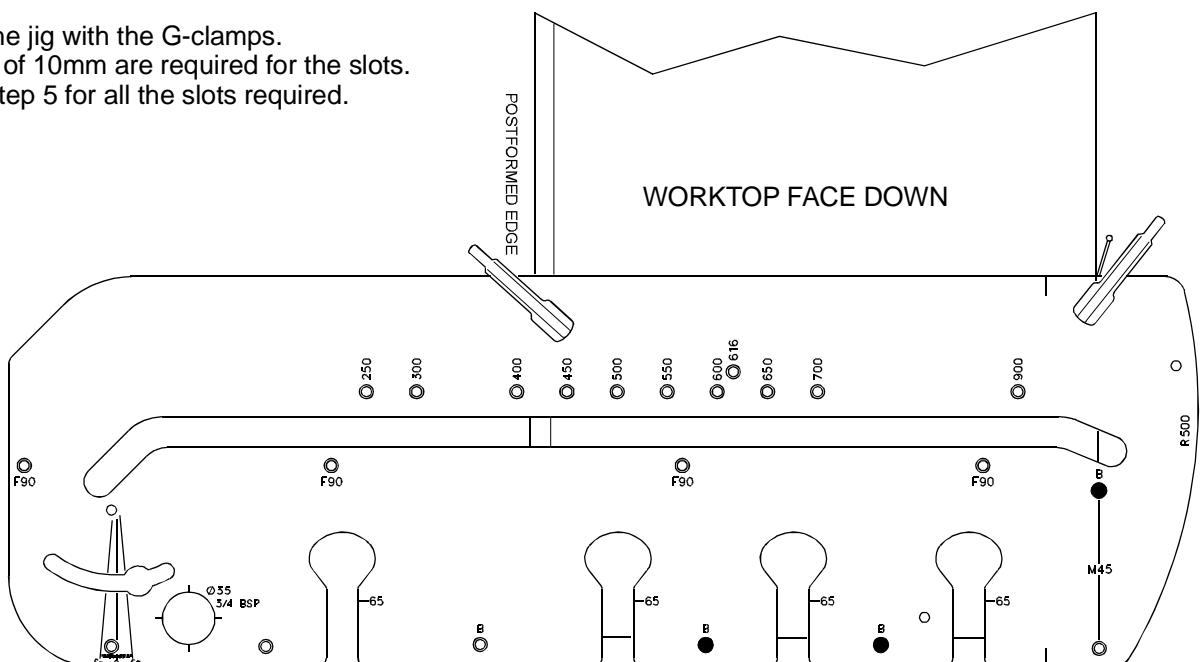 ne jig with the G-clamps.
of 10mm are required for the slots.
tep 5 for all the slots required.
POSTFORMED EDGE
WORKTOP FACE DOWN
250 300 400 450 500 550 600 616 650 700 900
R500
F90 F90 F90 F90
B
M45
Ø35
3/4 BSP
65 65 65 65
B B B